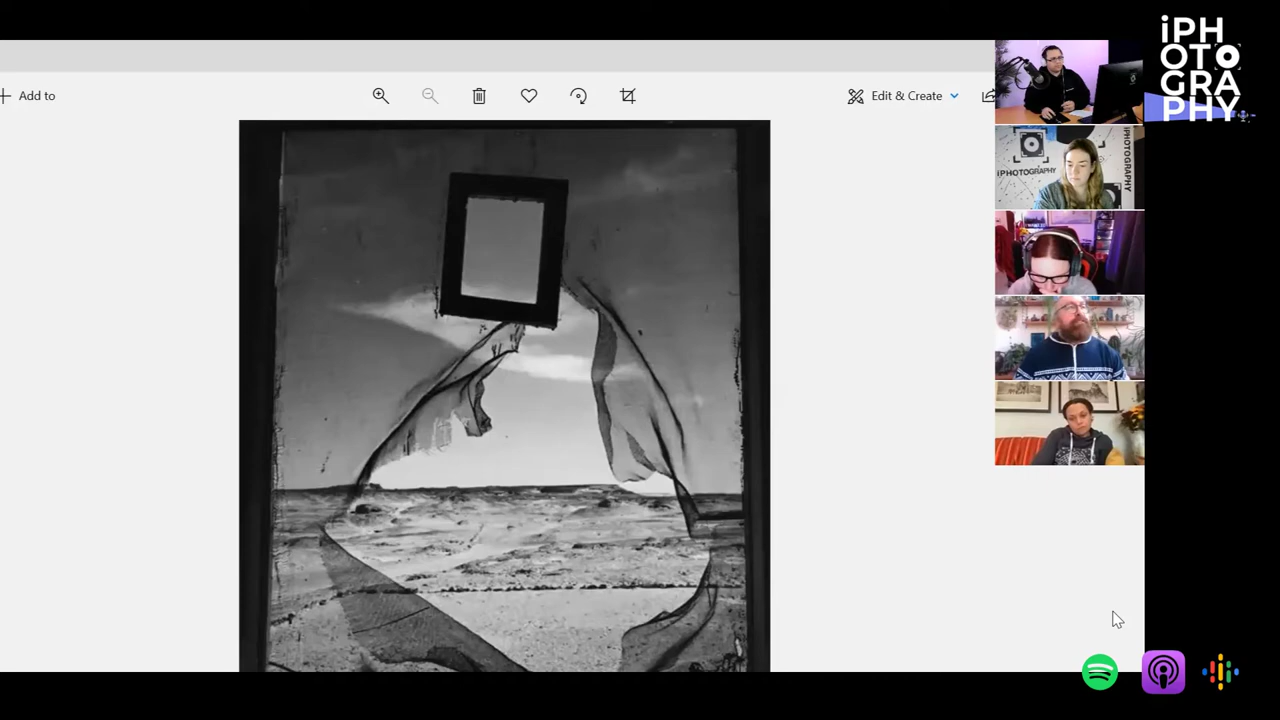 Add to
Edit & Create
iPH
OTO
GRA
PHY
iPHOTOGRAPHY
iPHOTOGRAPHY